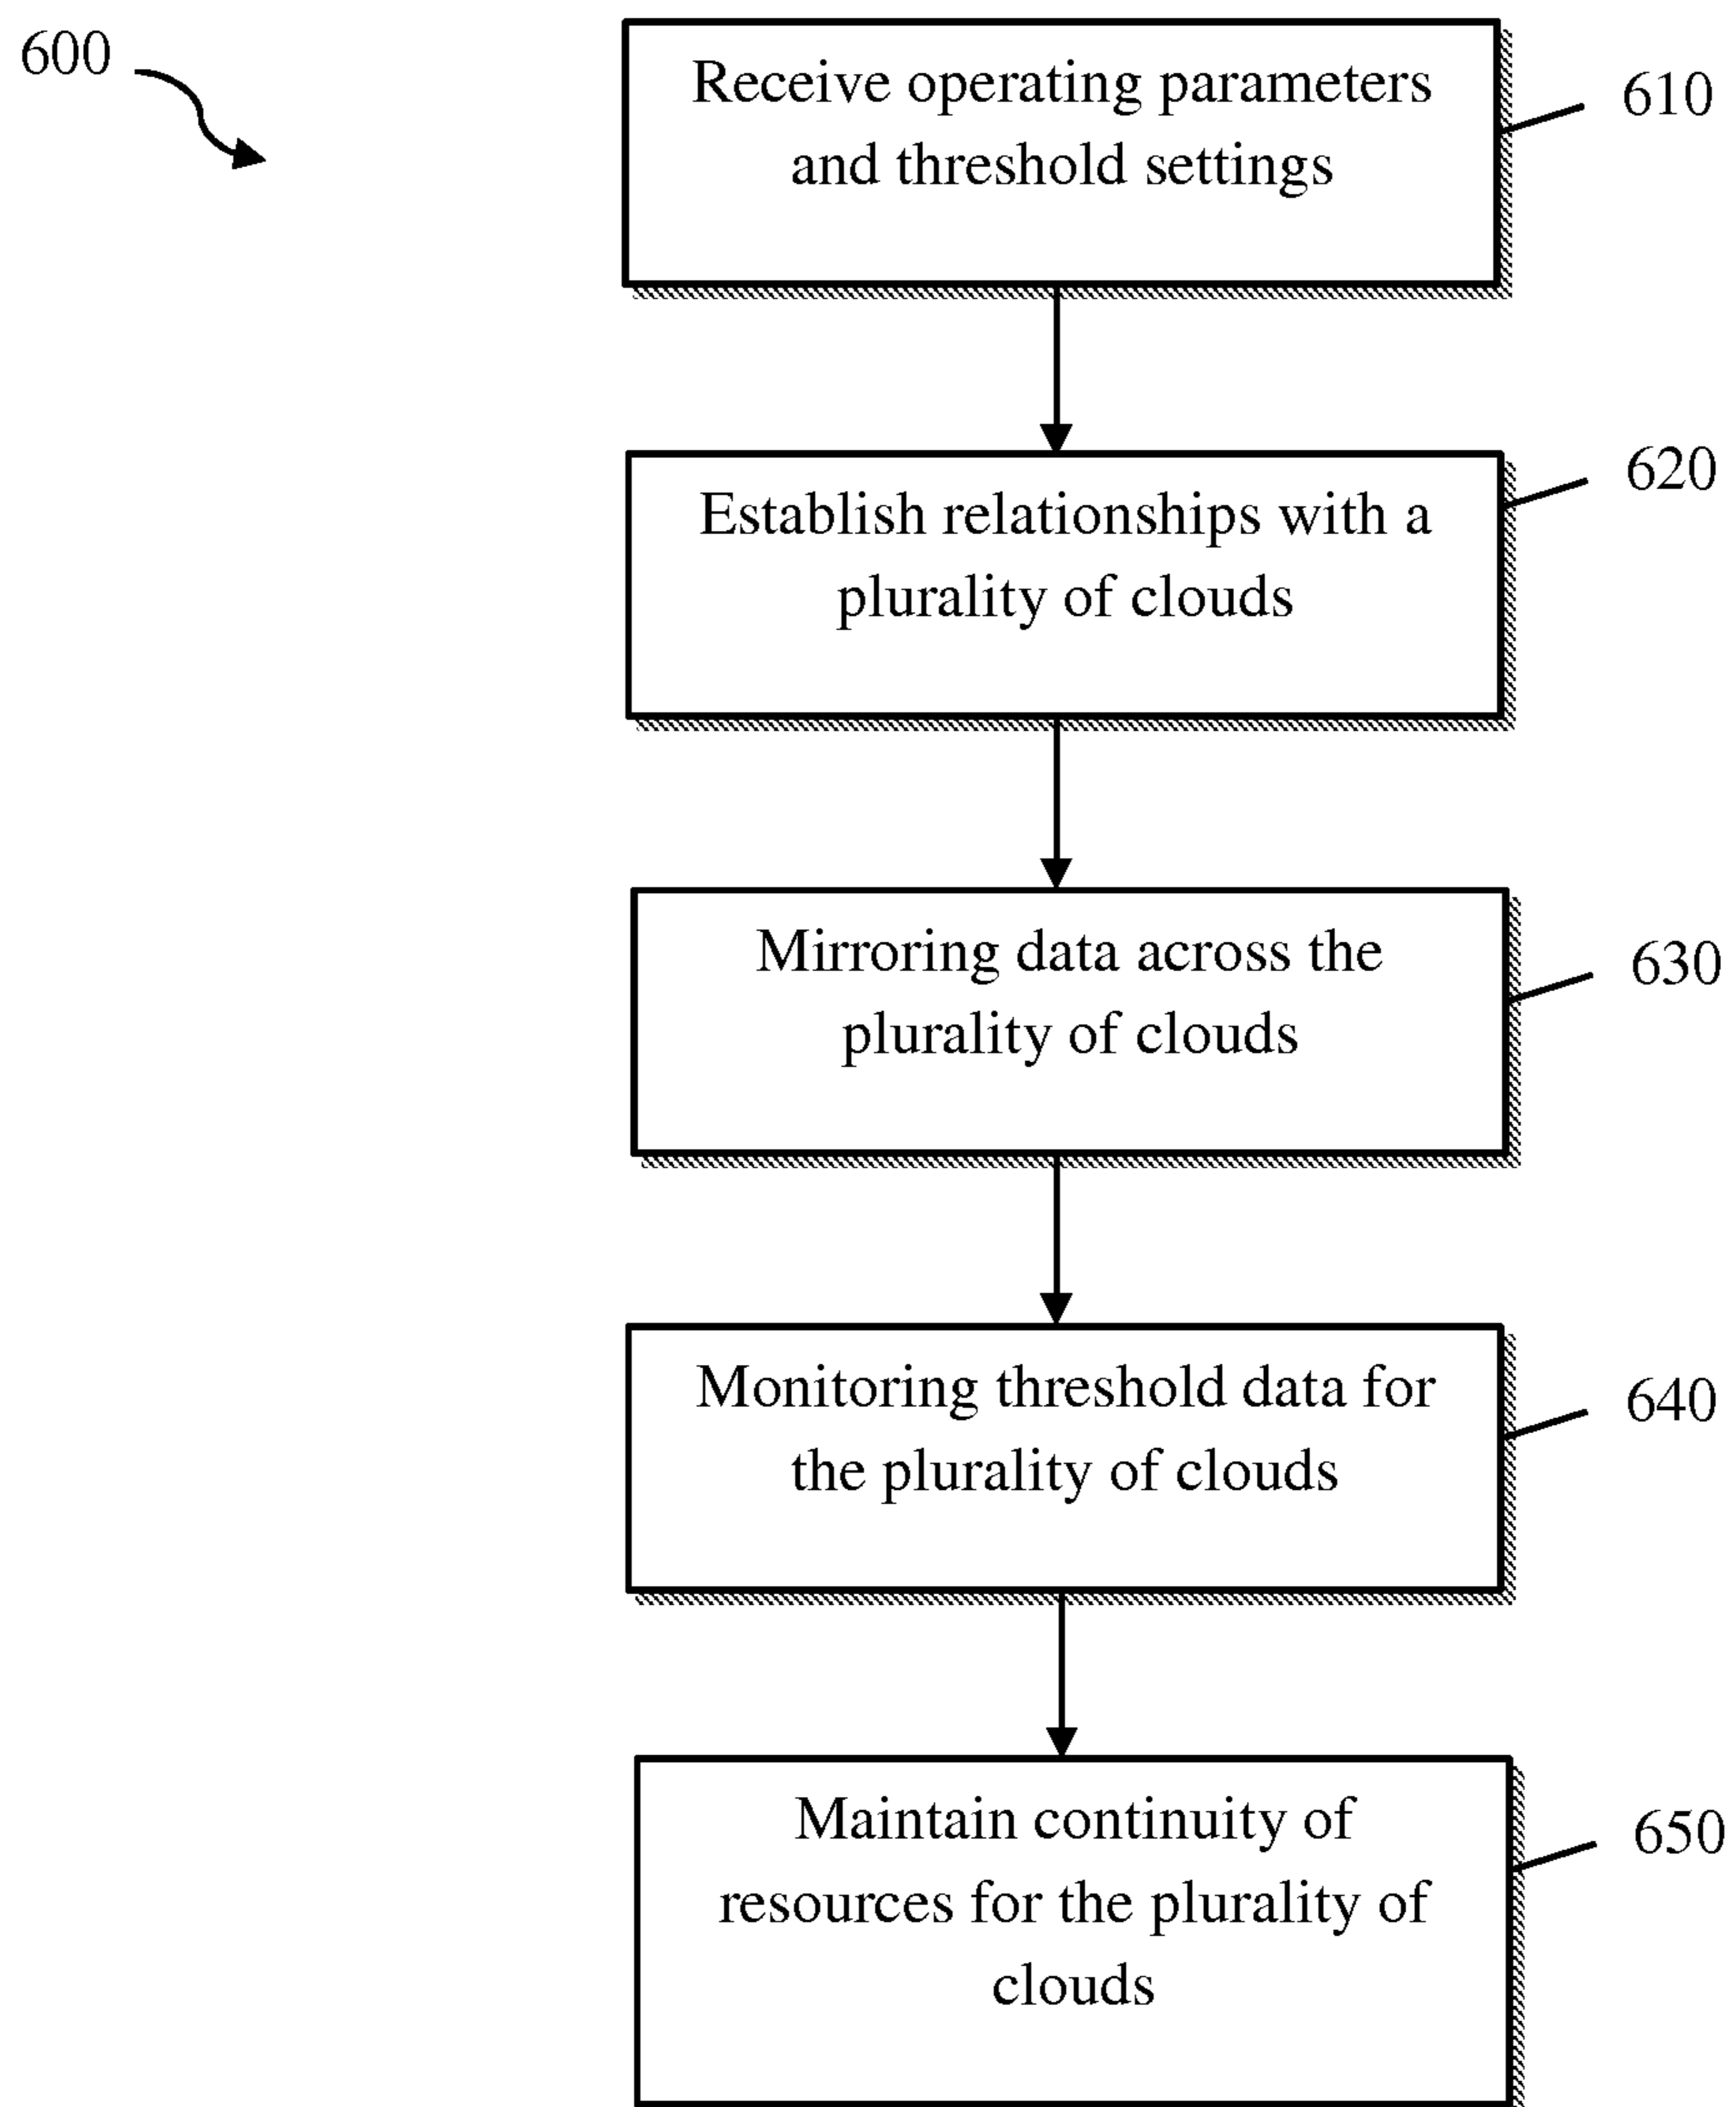 600
Receive operating parameters
and threshold settings
610
Establish relationships with a
plurality of clouds
620
Mirroring data across the
plurality of clouds
630
Monitoring threshold data for
the plurality of clouds
640
Maintain continuity of
resources for the plurality of
clouds
650